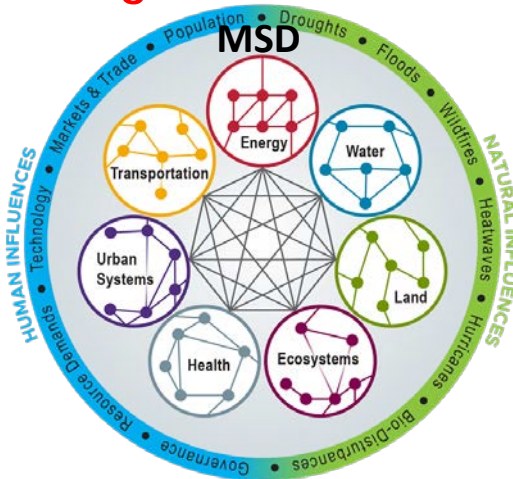 MSD
HUMAN INFLUENCES
Population • Markets & Trade • Technology • Resource Demands • Governance
NATURAL INFLUENCES
Droughts • Floods • Wildfires • Heatwaves • Hurricanes • Bio-Disturbances
Energy
Water
Land
Ecosystems
Health
Urban
Systems
Transportation